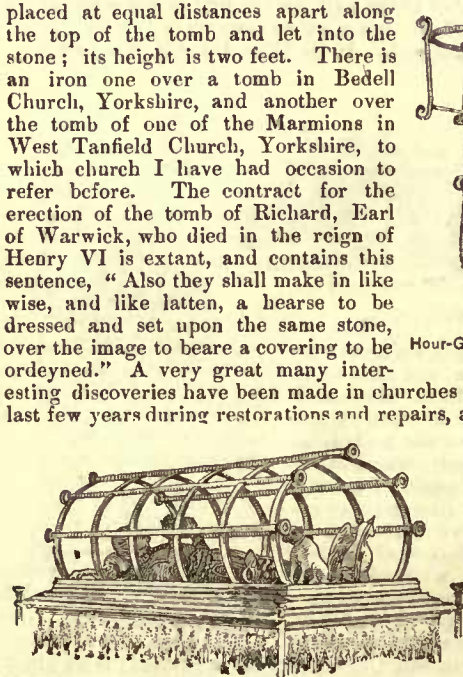 placed at equal distances apart along
the top of the tomb and let into the
stone; its height is two feet. There is
an iron one over a tomb in Bedell
Church, Yorkshire, and another over
the tomb of one of the Marmions in
West Tanfield Church, Yorkshire, to
which church I have had occasion to
refer before. The contract for the
erection of the tomb of Richard, Earl
of Warwick, who died in the reign of
Henry VI is extant, and contains this
sentence, "Also they shall make in like
wise, and like latten, a hearse to be
dressed and set upon the same stone,
over the image to beare a covering to be
ordeyned." A very great many inter-
esting discoveries have been made in churches
last few years during restorations and repairs, a
Hour-G